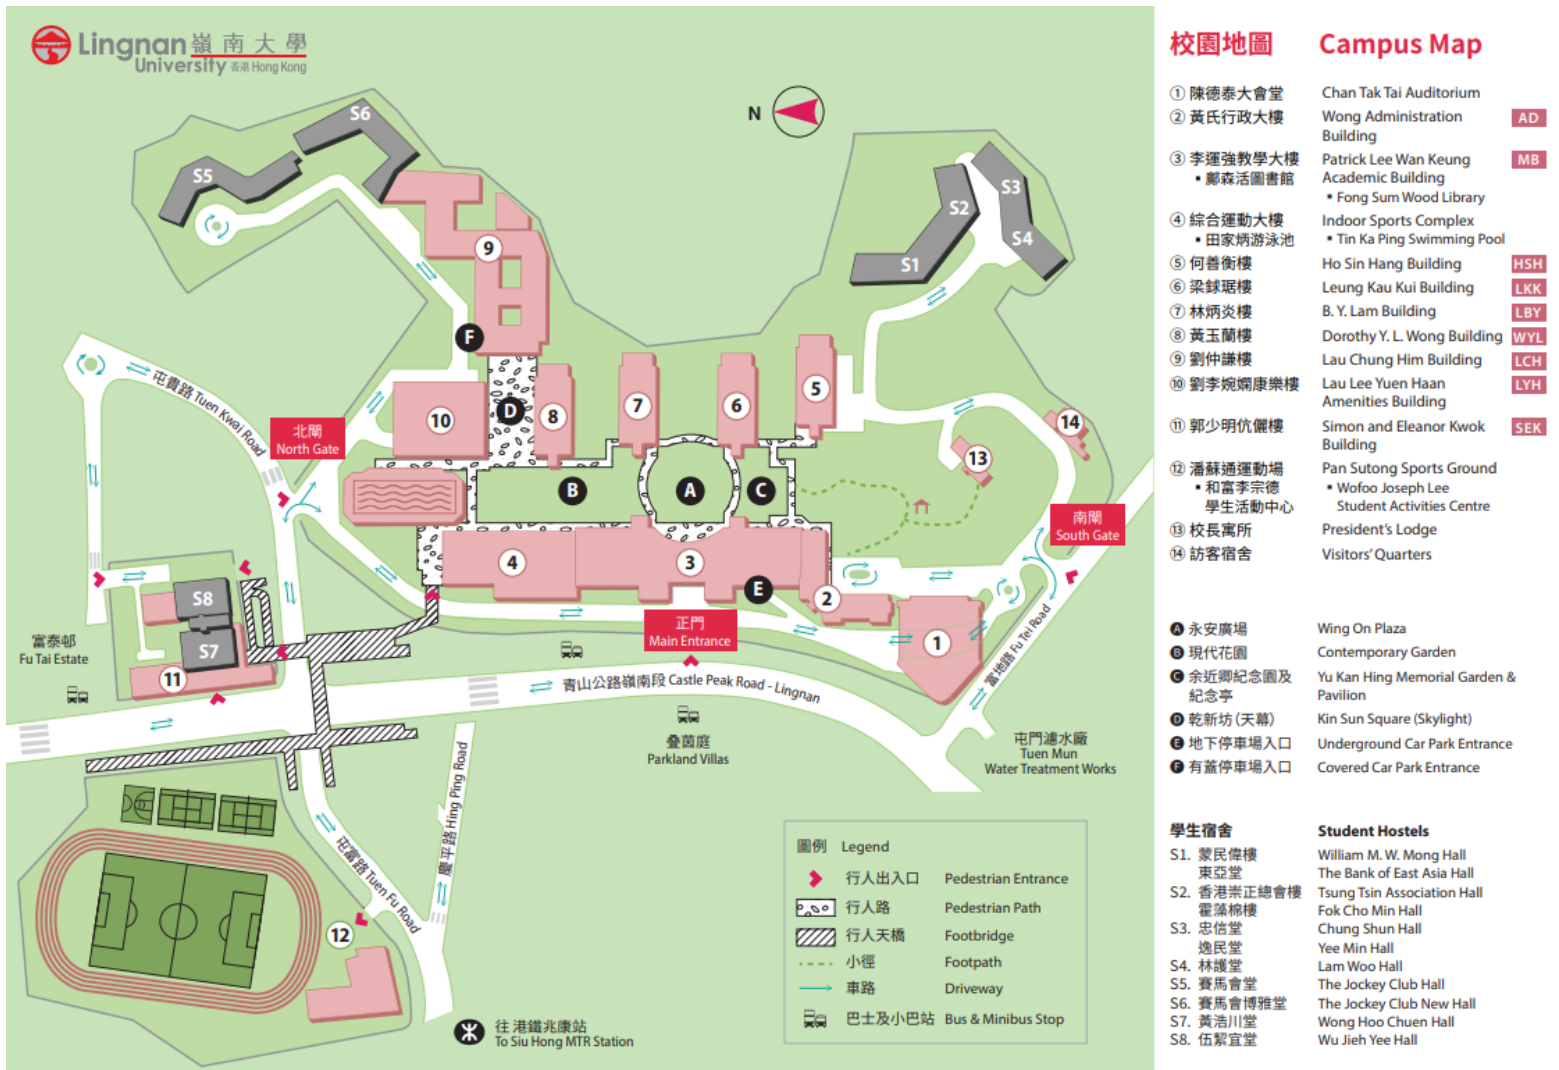 Lingnan 嶺南大學
University 香港 Hong Kong
N
S6
S5
S3
S2
S4
S1
9
F
屯貴路 Tuen Kwai Road
北閘
North Gate
10
D
8
7
6
5
14
13
B
A
C
南閘
South Gate
4
3
E
2
1
正門
Main Entrance
S8
S7
11
富泰邨
Fu Tai Estate
青山公路嶺南段 Castle Peak Road - Lingnan
富地路 Fu Tei Road
叠茵庭
Parkland Villas
屯門濾水廠
Tuen Mun
Water Treatment Works
慶平路 Hing Ping Road
屯富路 Tuen Fu Road
12
往 港鐵兆康站
To Siu Hong MTR Station
圖例 Legend
行人出入口 Pedestrian Entrance
行人路 Pedestrian Path
行人天橋 Footbridge
小徑 Footpath
車路 Driveway
巴士及小巴站 Bus & Minibus Stop
校園地圖 Campus Map
① 陳德泰大會堂 Chan Tak Tai Auditorium
② 黃氏行政大樓 Wong Administration AD
Building
③ 李運強教學大樓 Patrick Lee Wan Keung MB
▪ 鄺森活圖書館 Academic Building
▪ Fong Sum Wood Library
④ 綜合運動大樓 Indoor Sports Complex
▪ 田家炳游泳池 ▪ Tin Ka Ping Swimming Pool
⑤ 何善衡樓 Ho Sin Hang Building HSH
⑥ 梁銶琚樓 Leung Kau Kui Building LKK
⑦ 林炳炎樓 B. Y. Lam Building LBY
⑧ 黃玉蘭樓 Dorothy Y. L. Wong Building WYL
⑨ 劉仲謙樓 Lau Chung Him Building LCH
⑩ 劉李婉嫻康樂樓 Lau Lee Yuen Haan LYH
Amenities Building
⑪ 郭少明伉儷樓 Simon and Eleanor Kwok SEK
Building
⑫ 潘蘇通運動場 Pan Sutong Sports Ground
▪ 和富李宗德 ▪ Wofoo Joseph Lee
學生活動中心 Student Activities Centre
⑬ 校長寓所 President's Lodge
⑭ 訪客宿舍 Visitors' Quarters
A 永安廣場 Wing On Plaza
B 現代花園 Contemporary Garden
C 余近卿紀念園及 Yu Kan Hing Memorial Garden &
紀念亭 Pavilion
D 乾新坊 (天幕) Kin Sun Square (Skylight)
E 地下停車場入口 Underground Car Park Entrance
F 有蓋停車場入口 Covered Car Park Entrance
學生宿舍 Student Hostels
S1. 蒙民偉樓 William M. W. Mong Hall
東亞堂 The Bank of East Asia Hall
S2. 香港崇正總會樓 Tsung Tsin Association Hall
霍藻棉樓 Fok Cho Min Hall
S3. 忠信堂 Chung Shun Hall
逸民堂 Yee Min Hall
S4. 林護堂 Lam Woo Hall
S5. 賽馬會堂 The Jockey Club Hall
S6. 賽馬會博雅堂 The Jockey Club New Hall
S7. 黃浩川堂 Wong Hoo Chuen Hall
S8. 伍絜宜堂 Wu Jieh Yee Hall